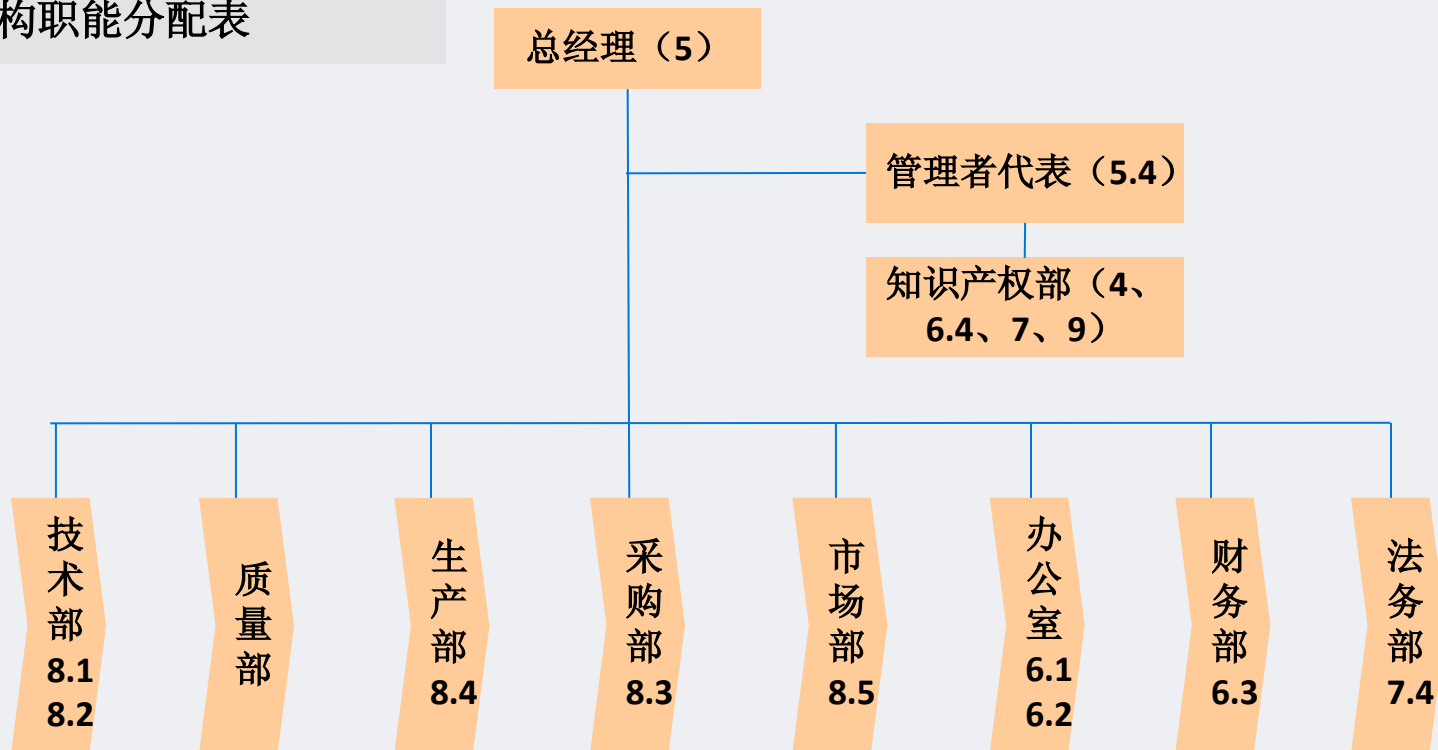 构职能分配表
总经理（5）
管理者代表（5.4）
知识产权部（4、
6.4、7、9）
技术部
8.1
8.2
质量部
生产部
8.4
采购部
8.3
市场部
8.5
办公室
6.1
6.2
财务部
6.3
法务部
7.4